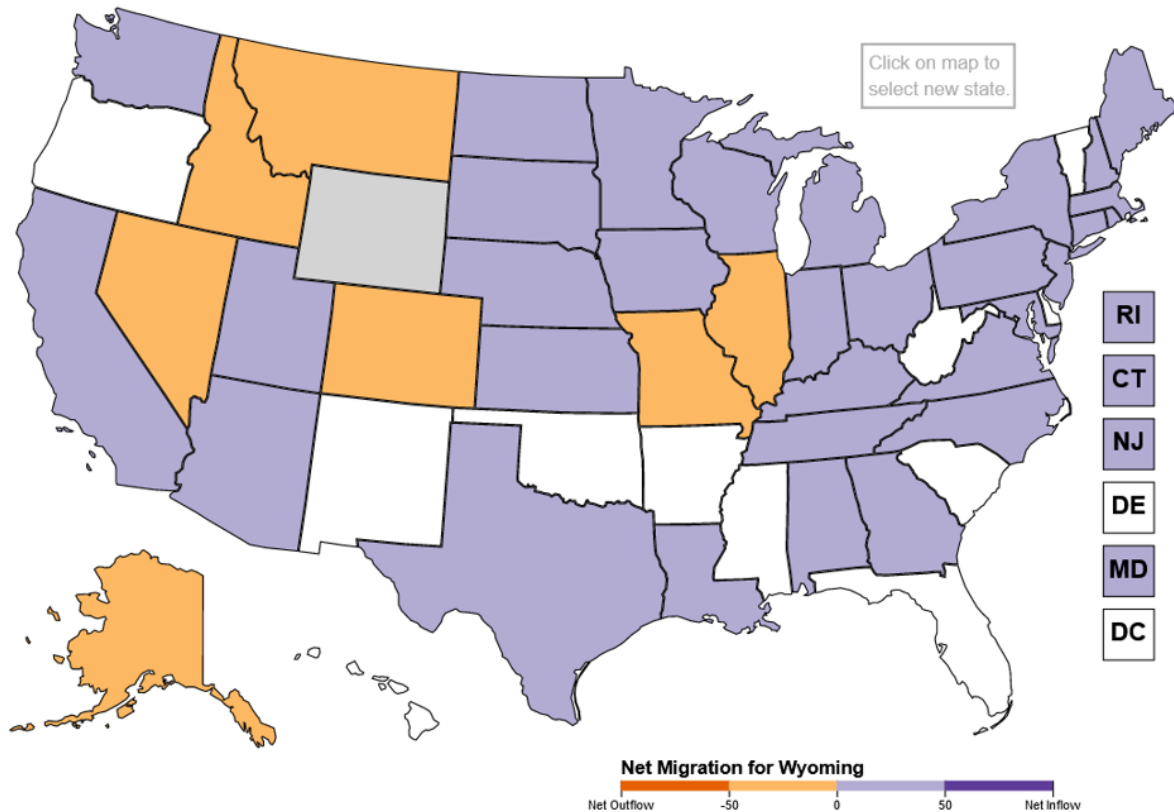 Click on map to
select new state.
RI
CT
NJ
DE
MD
DC
Net Migration for Wyoming
Net Outflow -50 0 50 Net Inflow